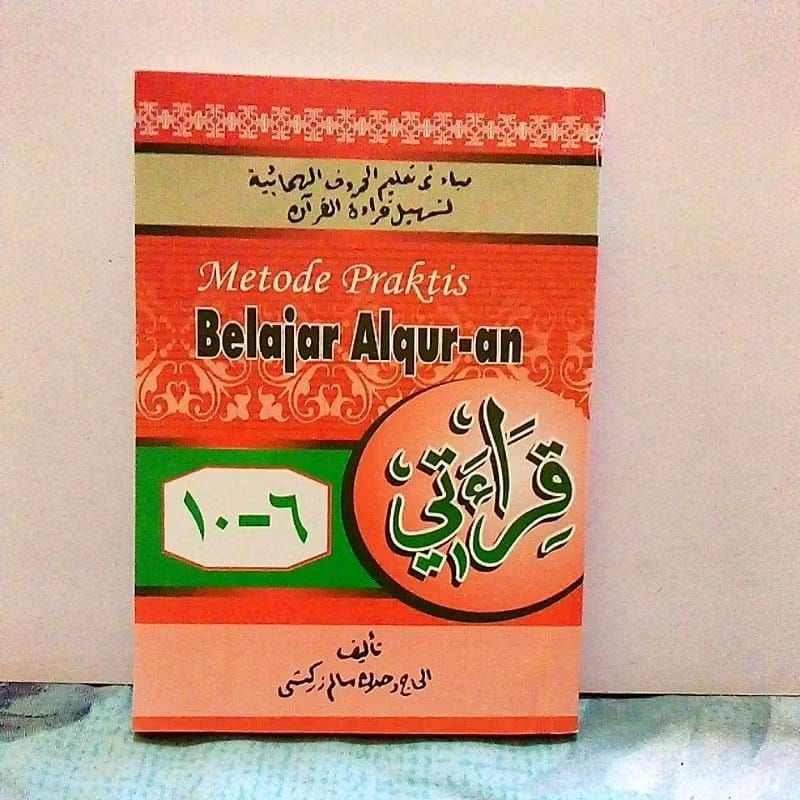 مبادئ تعليم الحروف الهجائية
لتسهيل قراءة القرآن
Metode Praktis
Belajar Alqur-an
قِرَاءَتِي
٦-١٠
تأليف
الحاج دحلان سالم زركشى